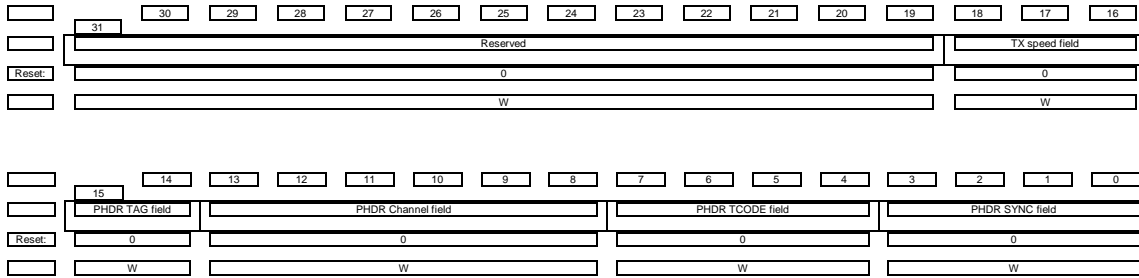 31 30 29 28 27 26 25 24 23 22 21 20 19 18 17 16
Reserved TX speed field
Reset: 0 0
W W
15 14 13 12 11 10 9 8 7 6 5 4 3 2 1 0
PHDR TAG field PHDR Channel field PHDR TCODE field PHDR SYNC field
Reset: 0 0 0 0
W W W W